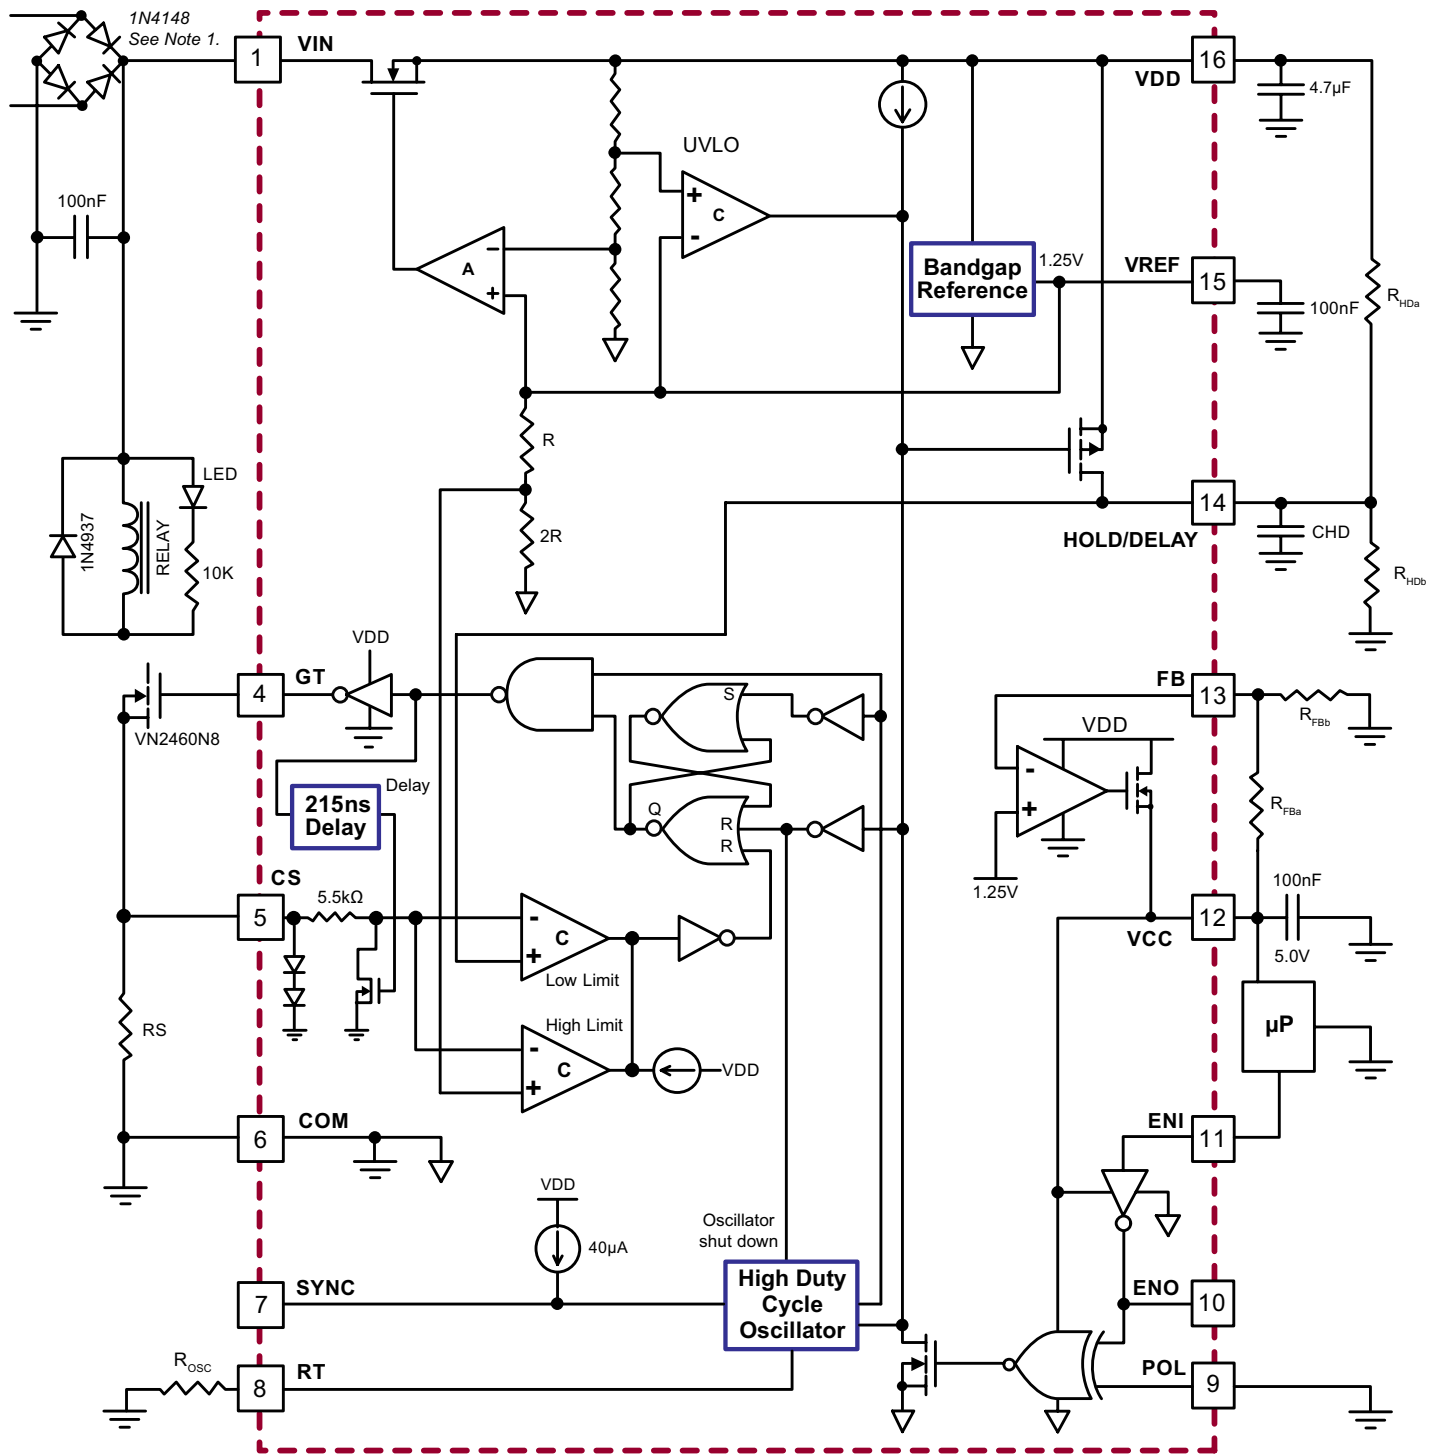 1N4148
See Note 1.
1
VIN
VDD
16
4.7µF
UVLO
+
-
C
100nF
A
−
+
Bandgap
Reference
1.25V
VREF
15
100nF
RHDa
R
2R
14
HOLD/DELAY
CHD
RHDb
LED
1N4937
RELAY
10K
VDD
4
GT
VN2460N8
S
Q
R
R
FB
13
RFBb
VDD
-
+
1.25V
RFBa
215ns
Delay
Delay
CS
5
5.5kΩ
-
+
C
Low Limit
High Limit
-
+
C
VDD
RS
12
VCC
100nF
5.0V
µP
6
COM
ENI
11
VDD
40µA
Oscillator
shut down
7
SYNC
High Duty
Cycle
Oscillator
ENO
10
ROSC
8
RT
POL
9